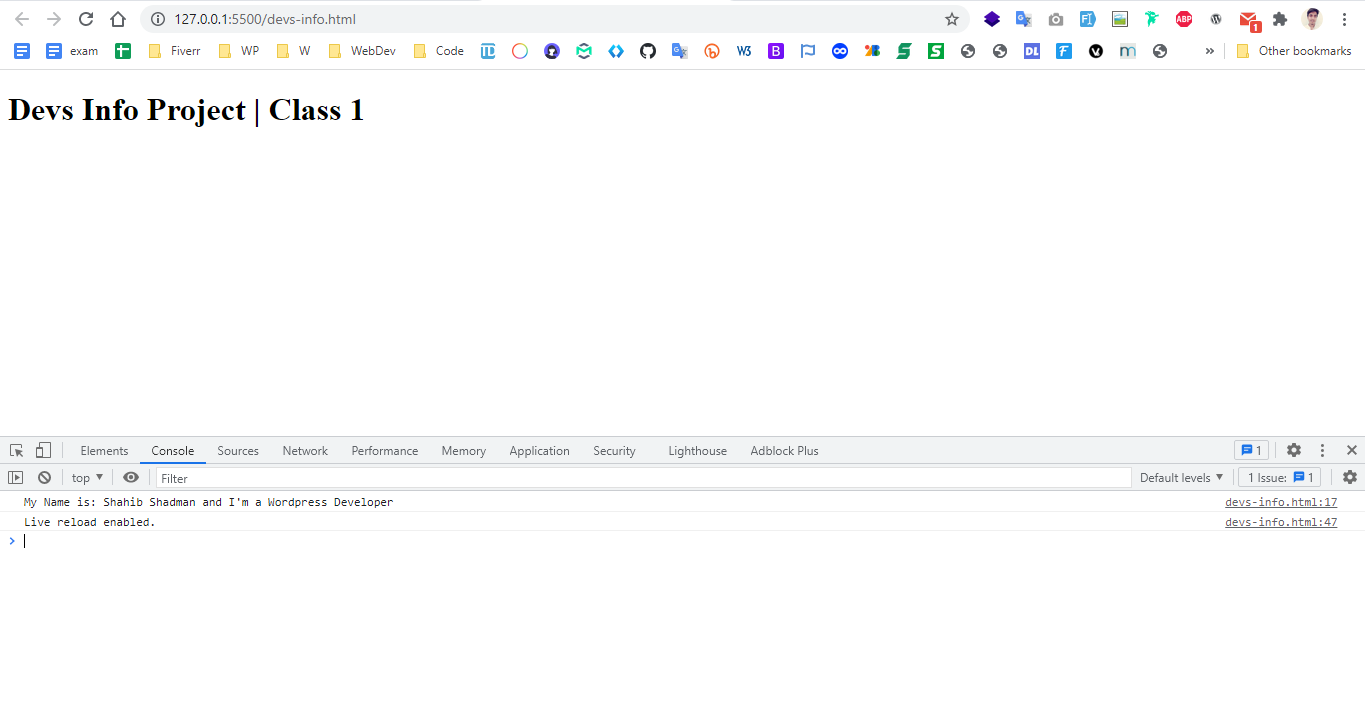 127.0.0.1:5500/devs-info.html
ABP
1
exam Fiverr WP W WebDev Code W3 B DL » Other bookmarks
Devs Info Project | Class 1
Elements Console Sources Network Performance Memory Application Security Lighthouse Adblock Plus 1
top Filter Default levels 1 Issue: 1
My Name is: Shahib Shadman and I'm a Wordpress Developer devs-info.html:17
Live reload enabled. devs-info.html:47
>